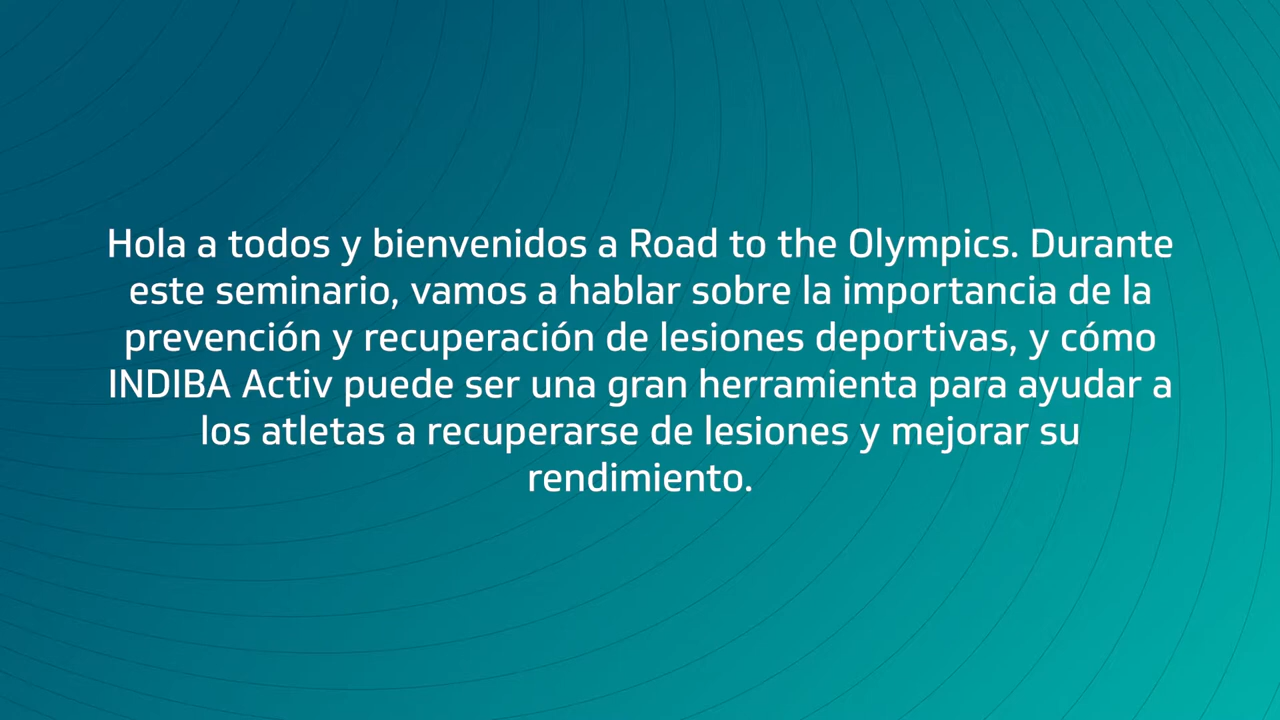 Hola a todos y bienvenidos a Road to the Olympics. Durante
este seminario, vamos a hablar sobre la importancia de la
prevención y recuperación de lesiones deportivas, y cómo
INDIBA Activ puede ser una gran herramienta para ayudar a
los atletas a recuperarse de lesiones y mejorar su
rendimiento.